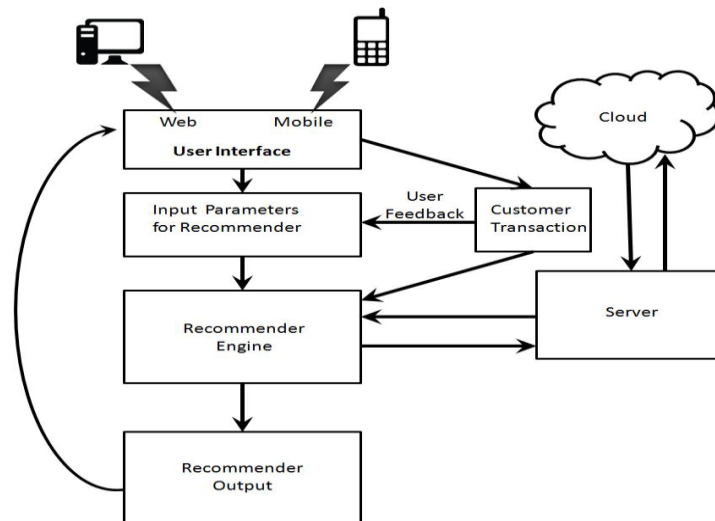 Web Mobile
User Interface
Cloud
Input Parameters
for Recommender
User
Feedback
Customer
Transaction
Recommender
Engine
Server
Recommender
Output